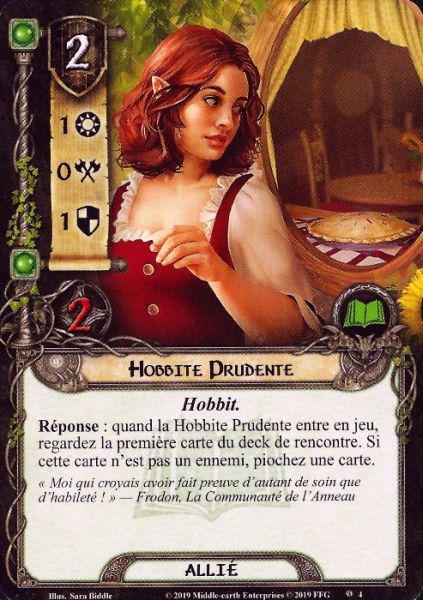 2
1
0
1
2
Hobbite Prudente
Hobbit.
Réponse : quand la Hobbite Prudente entre en jeu,
regardez la première carte du deck de rencontre. Si
cette carte n'est pas un ennemi, piochez une carte.
« Moi qui croyais avoir fait preuve d'autant de soin que
d'habileté ! » — Frodon, La Communauté de l'Anneau
ALLIÉ
Illus. Sara Biddle © 2019 Middle-earth Enterprises © 2019 FFG 4